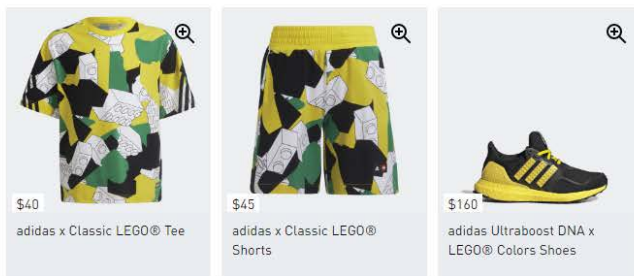 $40
adidas x Classic LEGO® Tee
$45
adidas x Classic LEGO®
Shorts
$160
adidas Ultraboost DNA x
LEGO® Colors Shoes